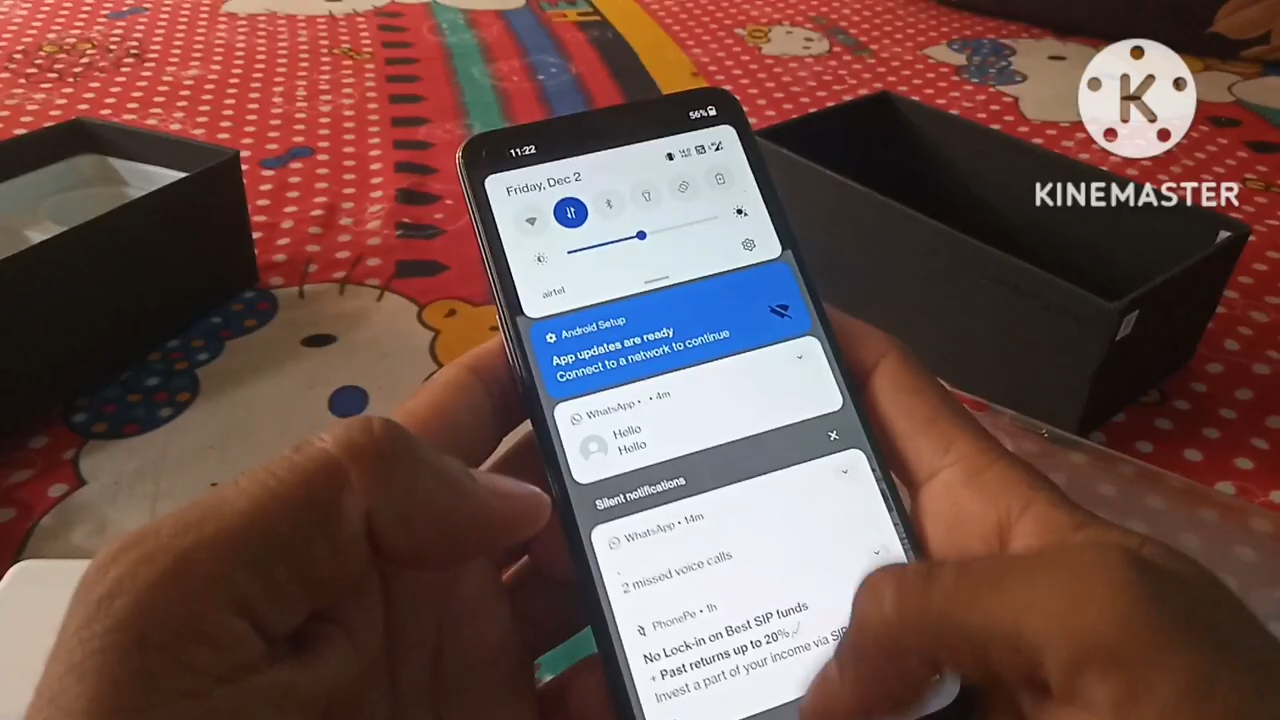 HE
K
KINEMASTER
11:22
56%
Friday, Dec 2
airtel
Android Setup
App updates are ready
Connect to a network to continue
WhatsApp • • 4m
Hello
Hello
Silent notifications
WhatsApp • 14m
2 missed voice calls
PhonePe • 1h
No Lock-in on Best SIP funds
+ Past returns up to 20%
Invest a part of your income via SIP